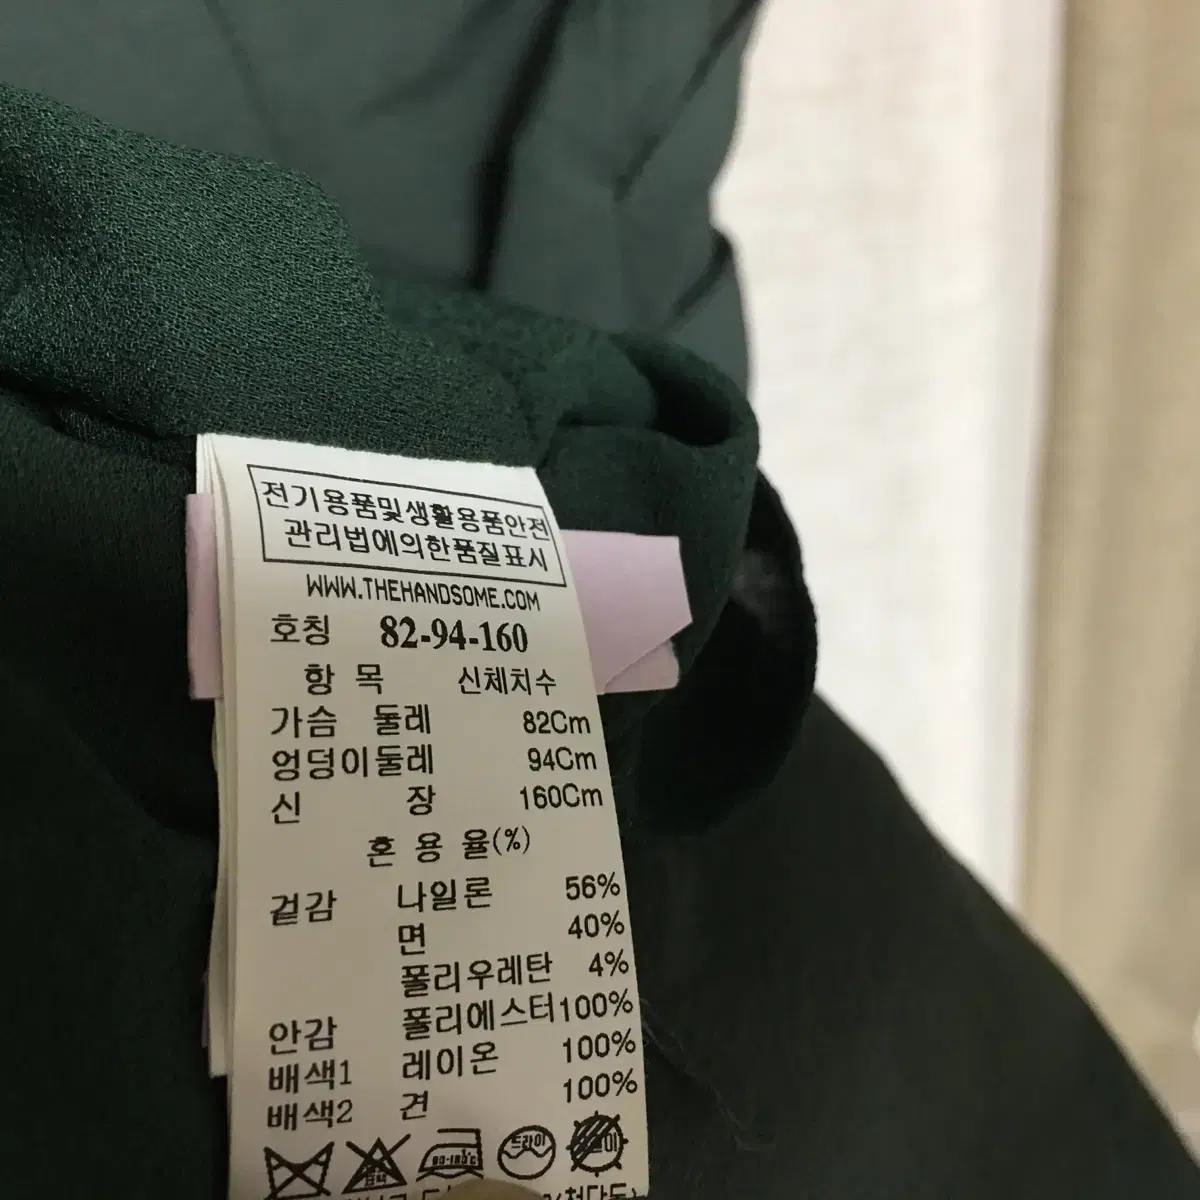 전기용품및생활용품안전
관리법에의한품질표시
WWW.THEHANDSOME.COM
호칭 82-94-160
항 목 신체치수
가슴 둘레 82Cm
엉덩이둘레 94Cm
신 장 160Cm
혼 용 율(%)
겉감 나일론 56%
면 40%
폴리우레탄 4%
안감 폴리에스터100%
배색1 레이온 100%
배색2 견 100%
표백 80-180℃ 드라이